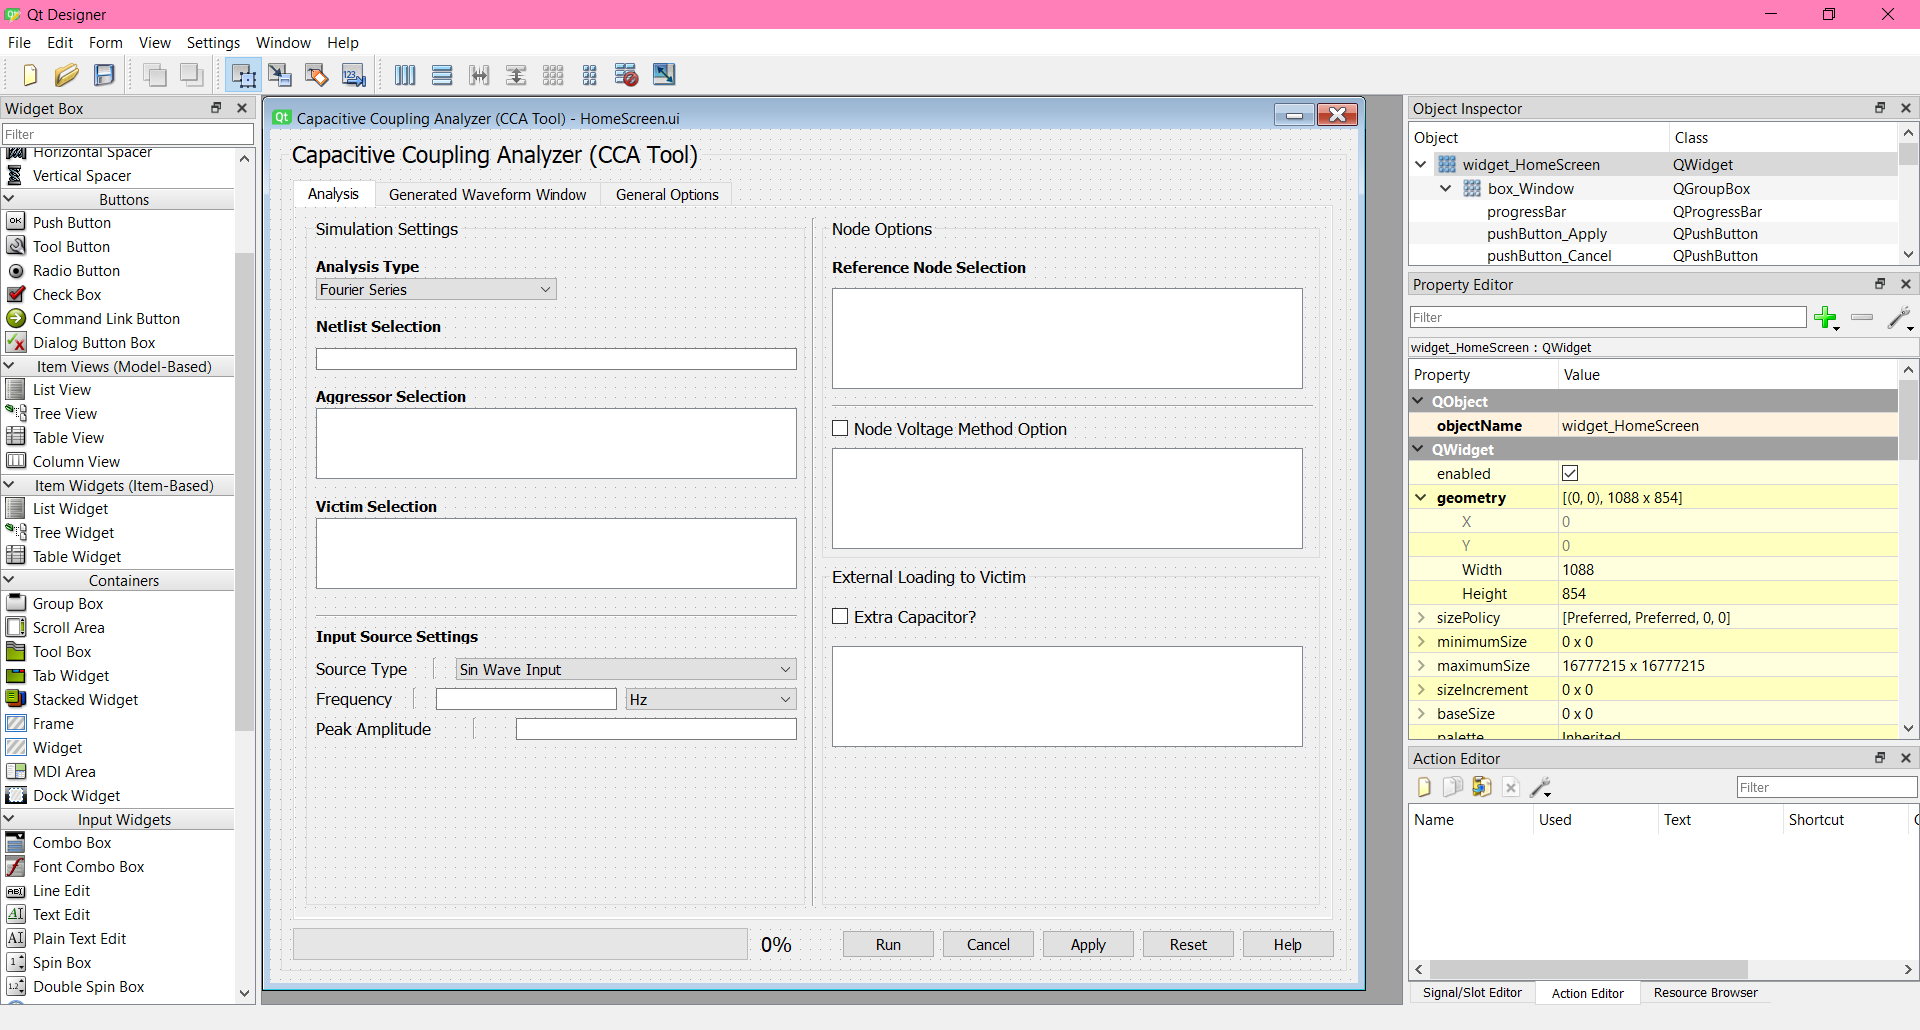 Qt Designer
File Edit Form View Settings Window Help
Widget Box
Filter
Horizontal Spacer
Vertical Spacer
Buttons
Push Button
Tool Button
Radio Button
Check Box
Command Link Button
Dialog Button Box
Item Views (Model-Based)
List View
Tree View
Table View
Column View
Item Widgets (Item-Based)
List Widget
Tree Widget
Table Widget
Containers
Group Box
Scroll Area
Tool Box
Tab Widget
Stacked Widget
Frame
Widget
MDI Area
Dock Widget
Input Widgets
Combo Box
Font Combo Box
Line Edit
Text Edit
Plain Text Edit
Spin Box
Double Spin Box
Capacitive Coupling Analyzer (CCA Tool) - HomeScreen.ui
Capacitive Coupling Analyzer (CCA Tool)
Analysis Generated Waveform Window General Options
Simulation Settings
Analysis Type
Fourier Series
Netlist Selection
Aggressor Selection
Victim Selection
Input Source Settings
Source Type Sin Wave Input
Frequency Hz
Peak Amplitude
Node Options
Reference Node Selection
Node Voltage Method Option
External Loading to Victim
Extra Capacitor?
0% Run Cancel Apply Reset Help
Object Inspector
Object Class
widget_HomeScreen QWidget
box_Window QGroupBox
progressBar QProgressBar
pushButton_Apply QPushButton
pushButton_Cancel QPushButton
Property Editor
Filter
widget_HomeScreen : QWidget
Property Value
QObject
objectName widget_HomeScreen
QWidget
enabled
geometry [(0, 0), 1088 x 854]
X 0
Y 0
Width 1088
Height 854
sizePolicy [Preferred, Preferred, 0, 0]
minimumSize 0 x 0
maximumSize 16777215 x 16777215
sizeIncrement 0 x 0
baseSize 0 x 0
palette Inherited
Action Editor
Filter
Name Used Text Shortcut
Signal/Slot Editor Action Editor Resource Browser